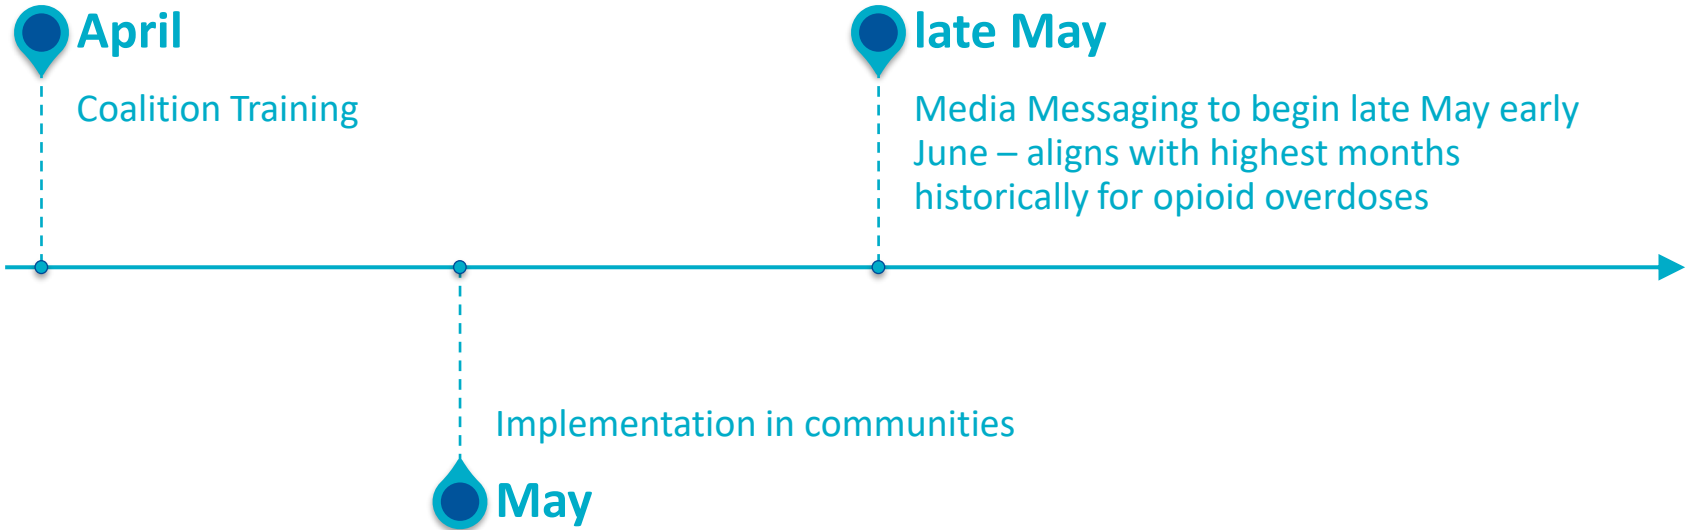 April
Coalition Training
late May
Media Messaging to begin late May early
June – aligns with highest months
historically for opioid overdoses
Implementation in communities
May